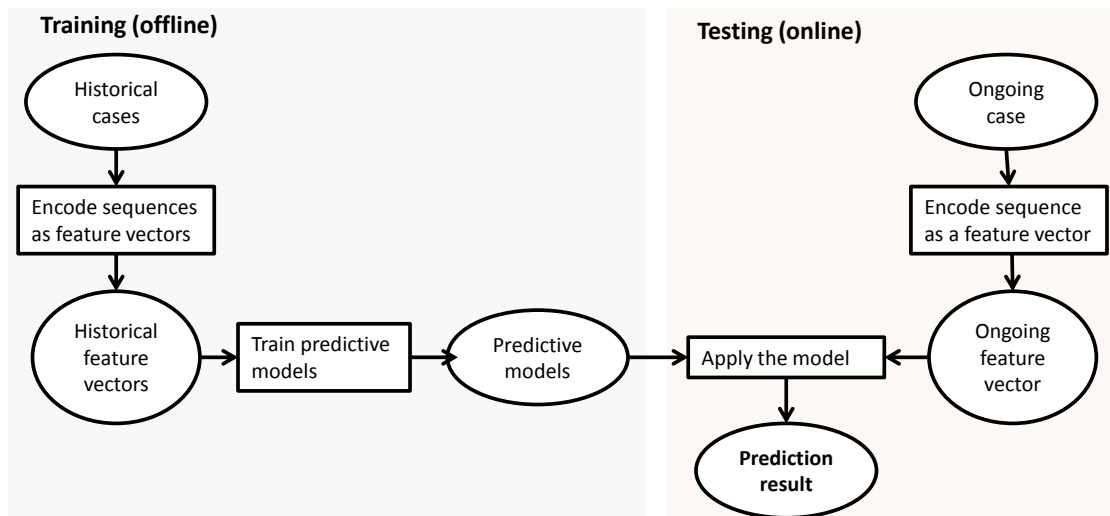 Training (offline)
Historical
cases
Encode sequences
as feature vectors
Historical
feature
vectors
Train predictive
models
Predictive
models
Testing (online)
Ongoing
case
Encode sequence
as a feature vector
Ongoing
feature
vector
Apply the model
Prediction
result